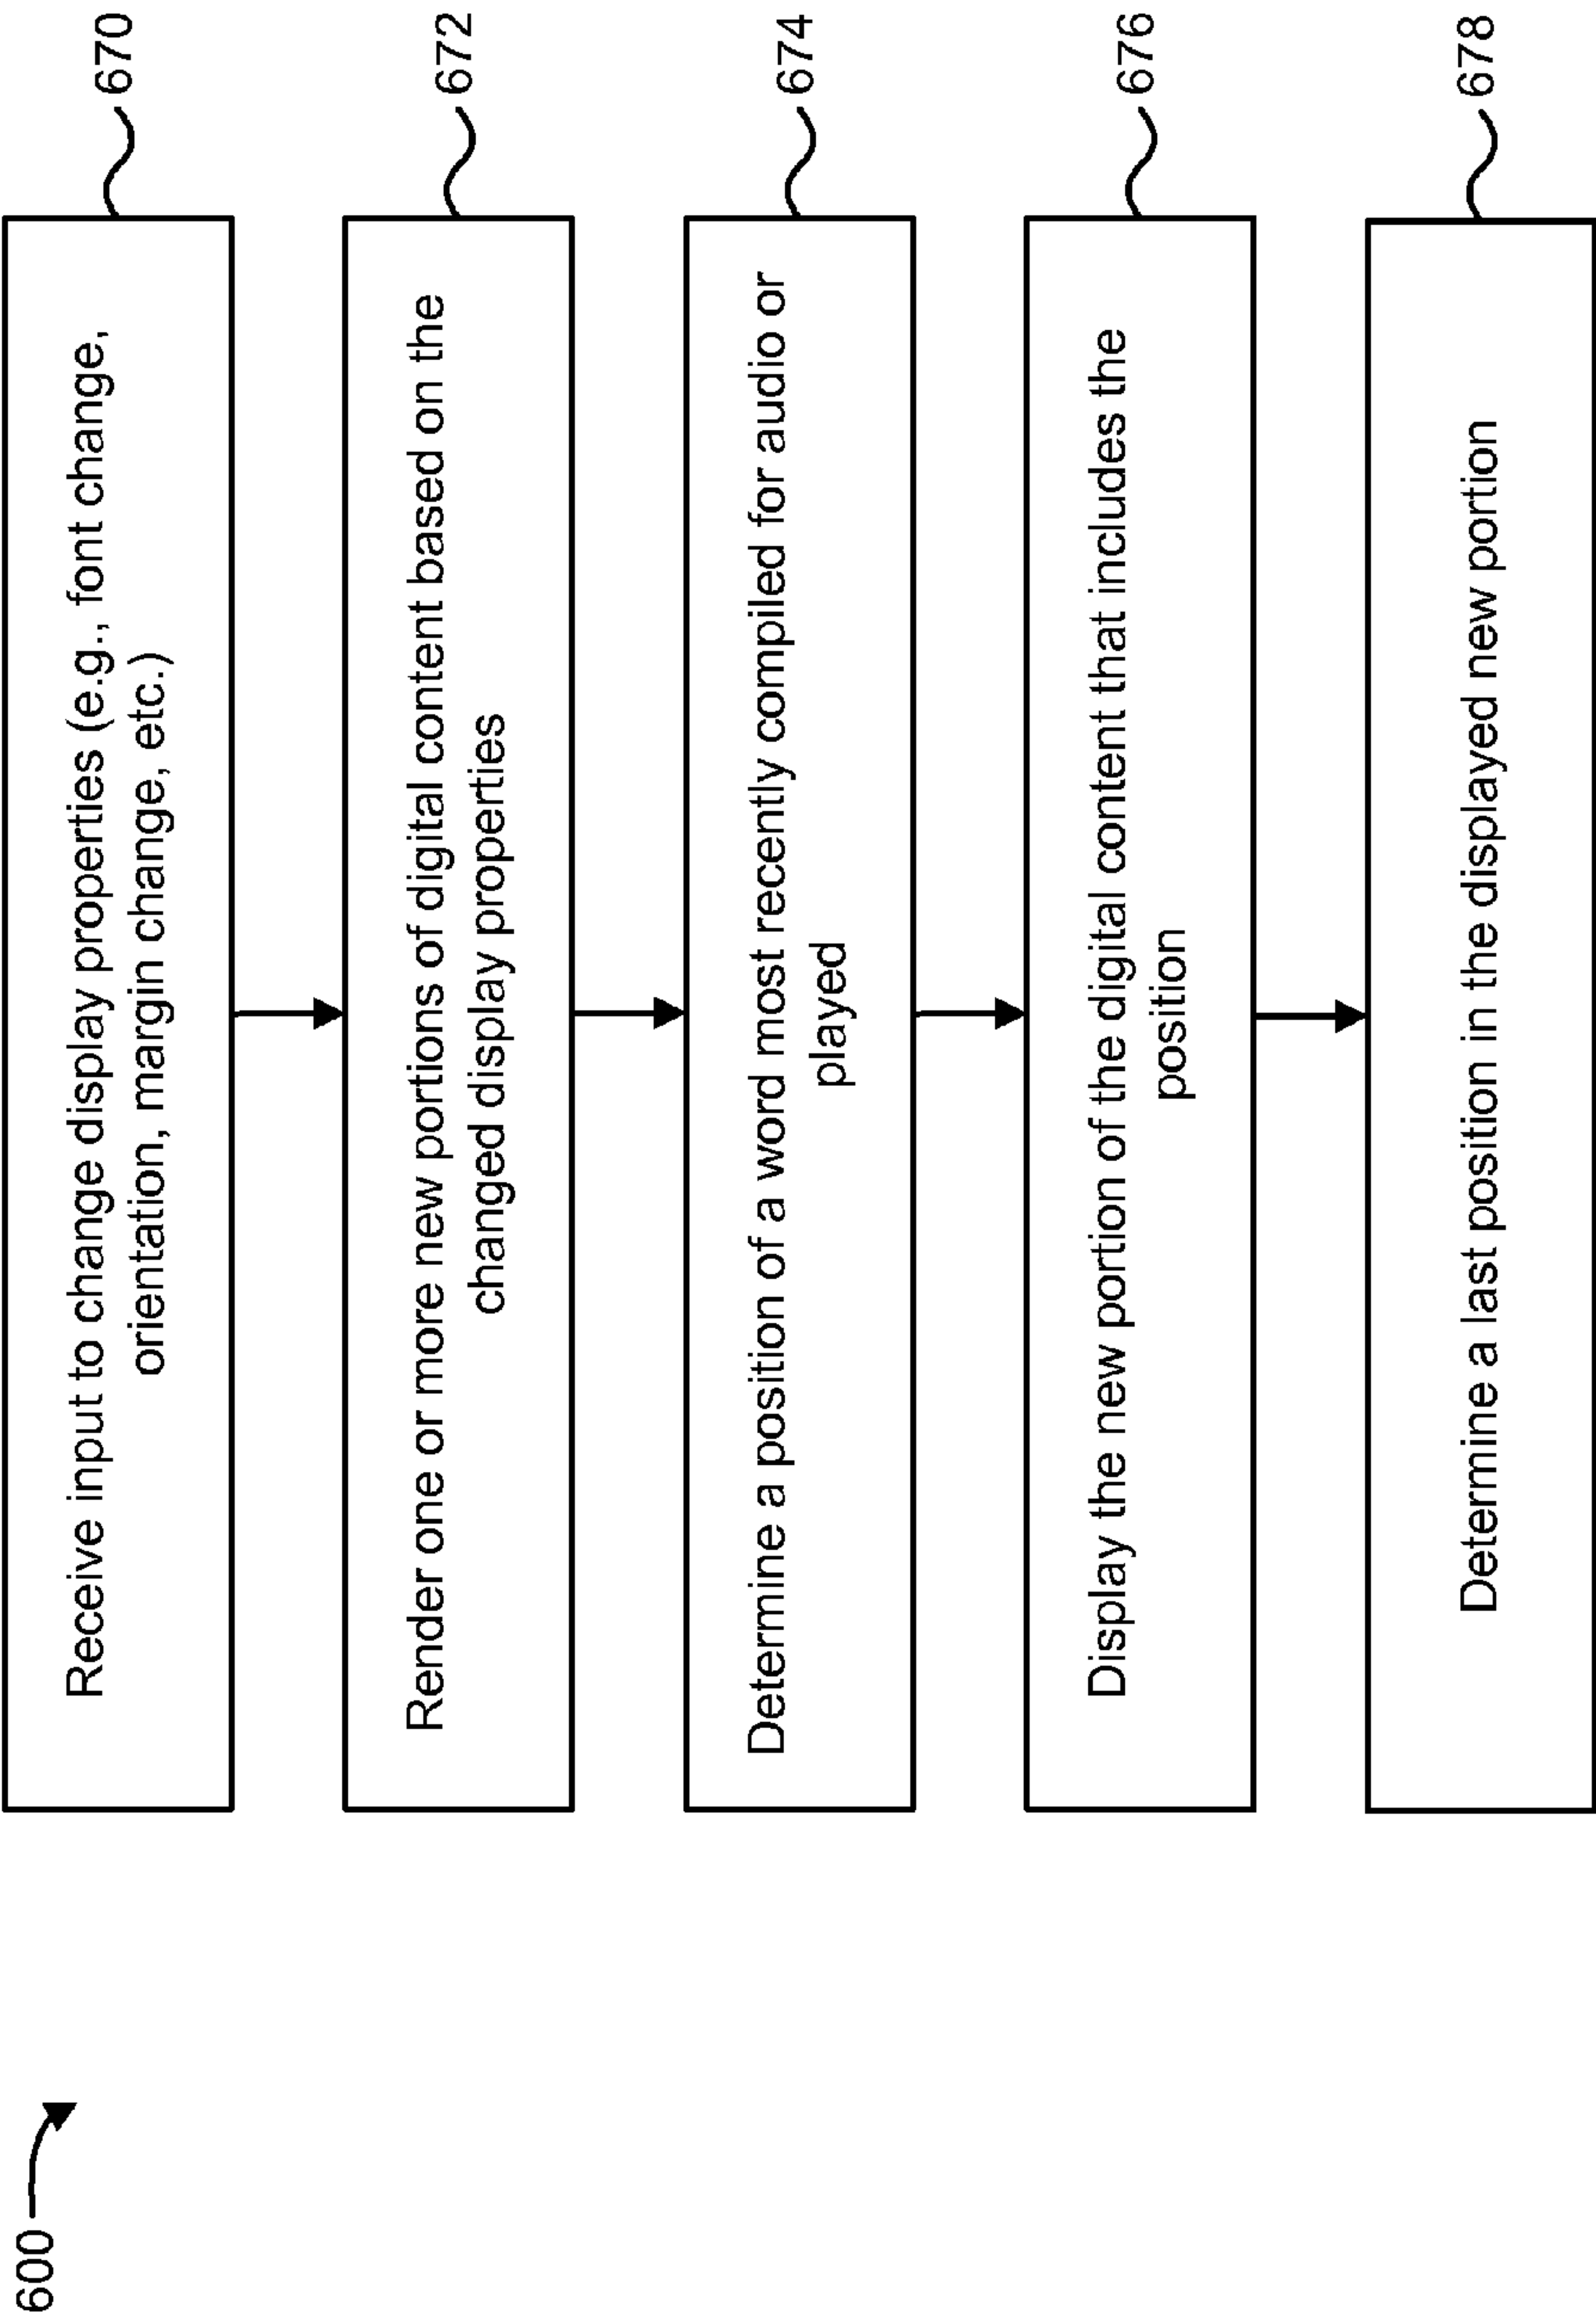 600
Receive input to change display properties (e.g., font change,
orientation, margin change, etc.)
670
Render one or more new portions of digital content based on the
changed display properties
672
Determine a position of a word most recently compiled for audio or
played
674
Display the new portion of the digital content that includes the
position
676
Determine a last position in the displayed new portion
678